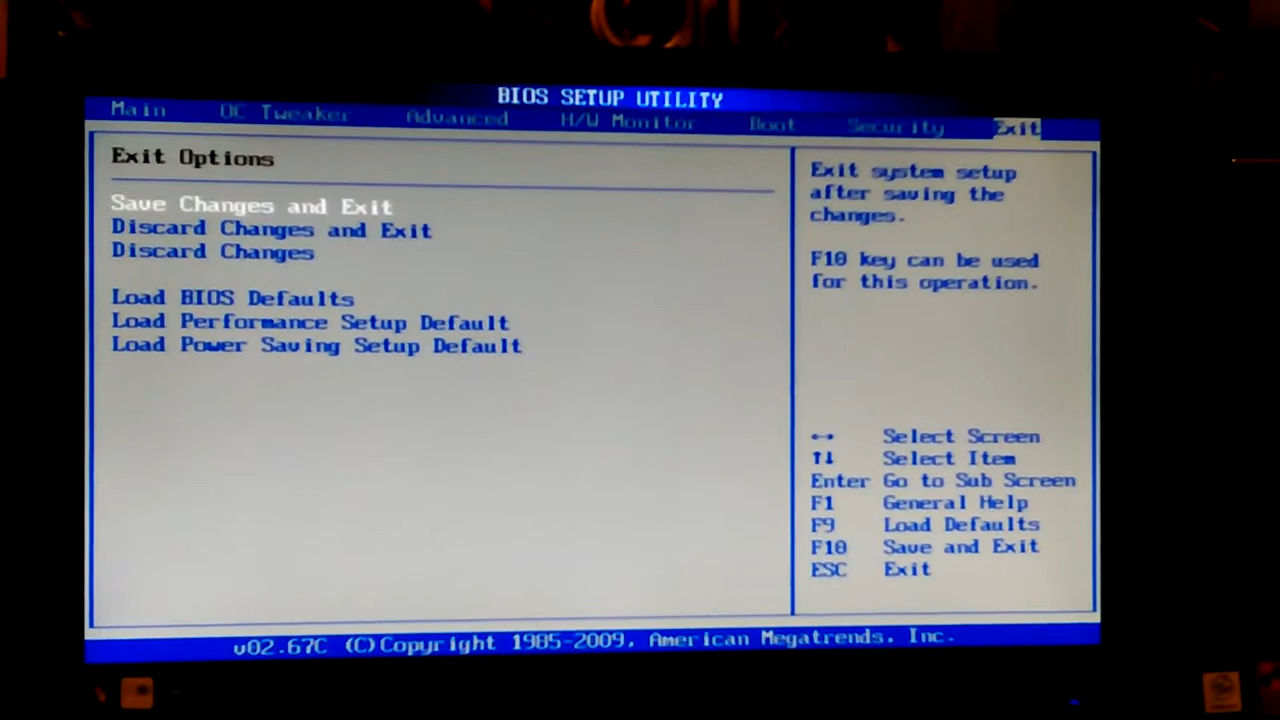 BIOS SETUP UTILITY
Main OC Tweaker Advanced H/W Monitor Boot Security Exit
Exit Options
Save Changes and Exit
Discard Changes and Exit
Discard Changes
Load BIOS Defaults
Load Performance Setup Default
Load Power Saving Setup Default
Exit system setup
after saving the
changes.
F10 key can be used
for this operation.
↔ Select Screen
↑↓ Select Item
Enter Go to Sub Screen
F1 General Help
F9 Load Defaults
F10 Save and Exit
ESC Exit
v02.67C (C)Copyright 1985-2009, American Megatrends, Inc.